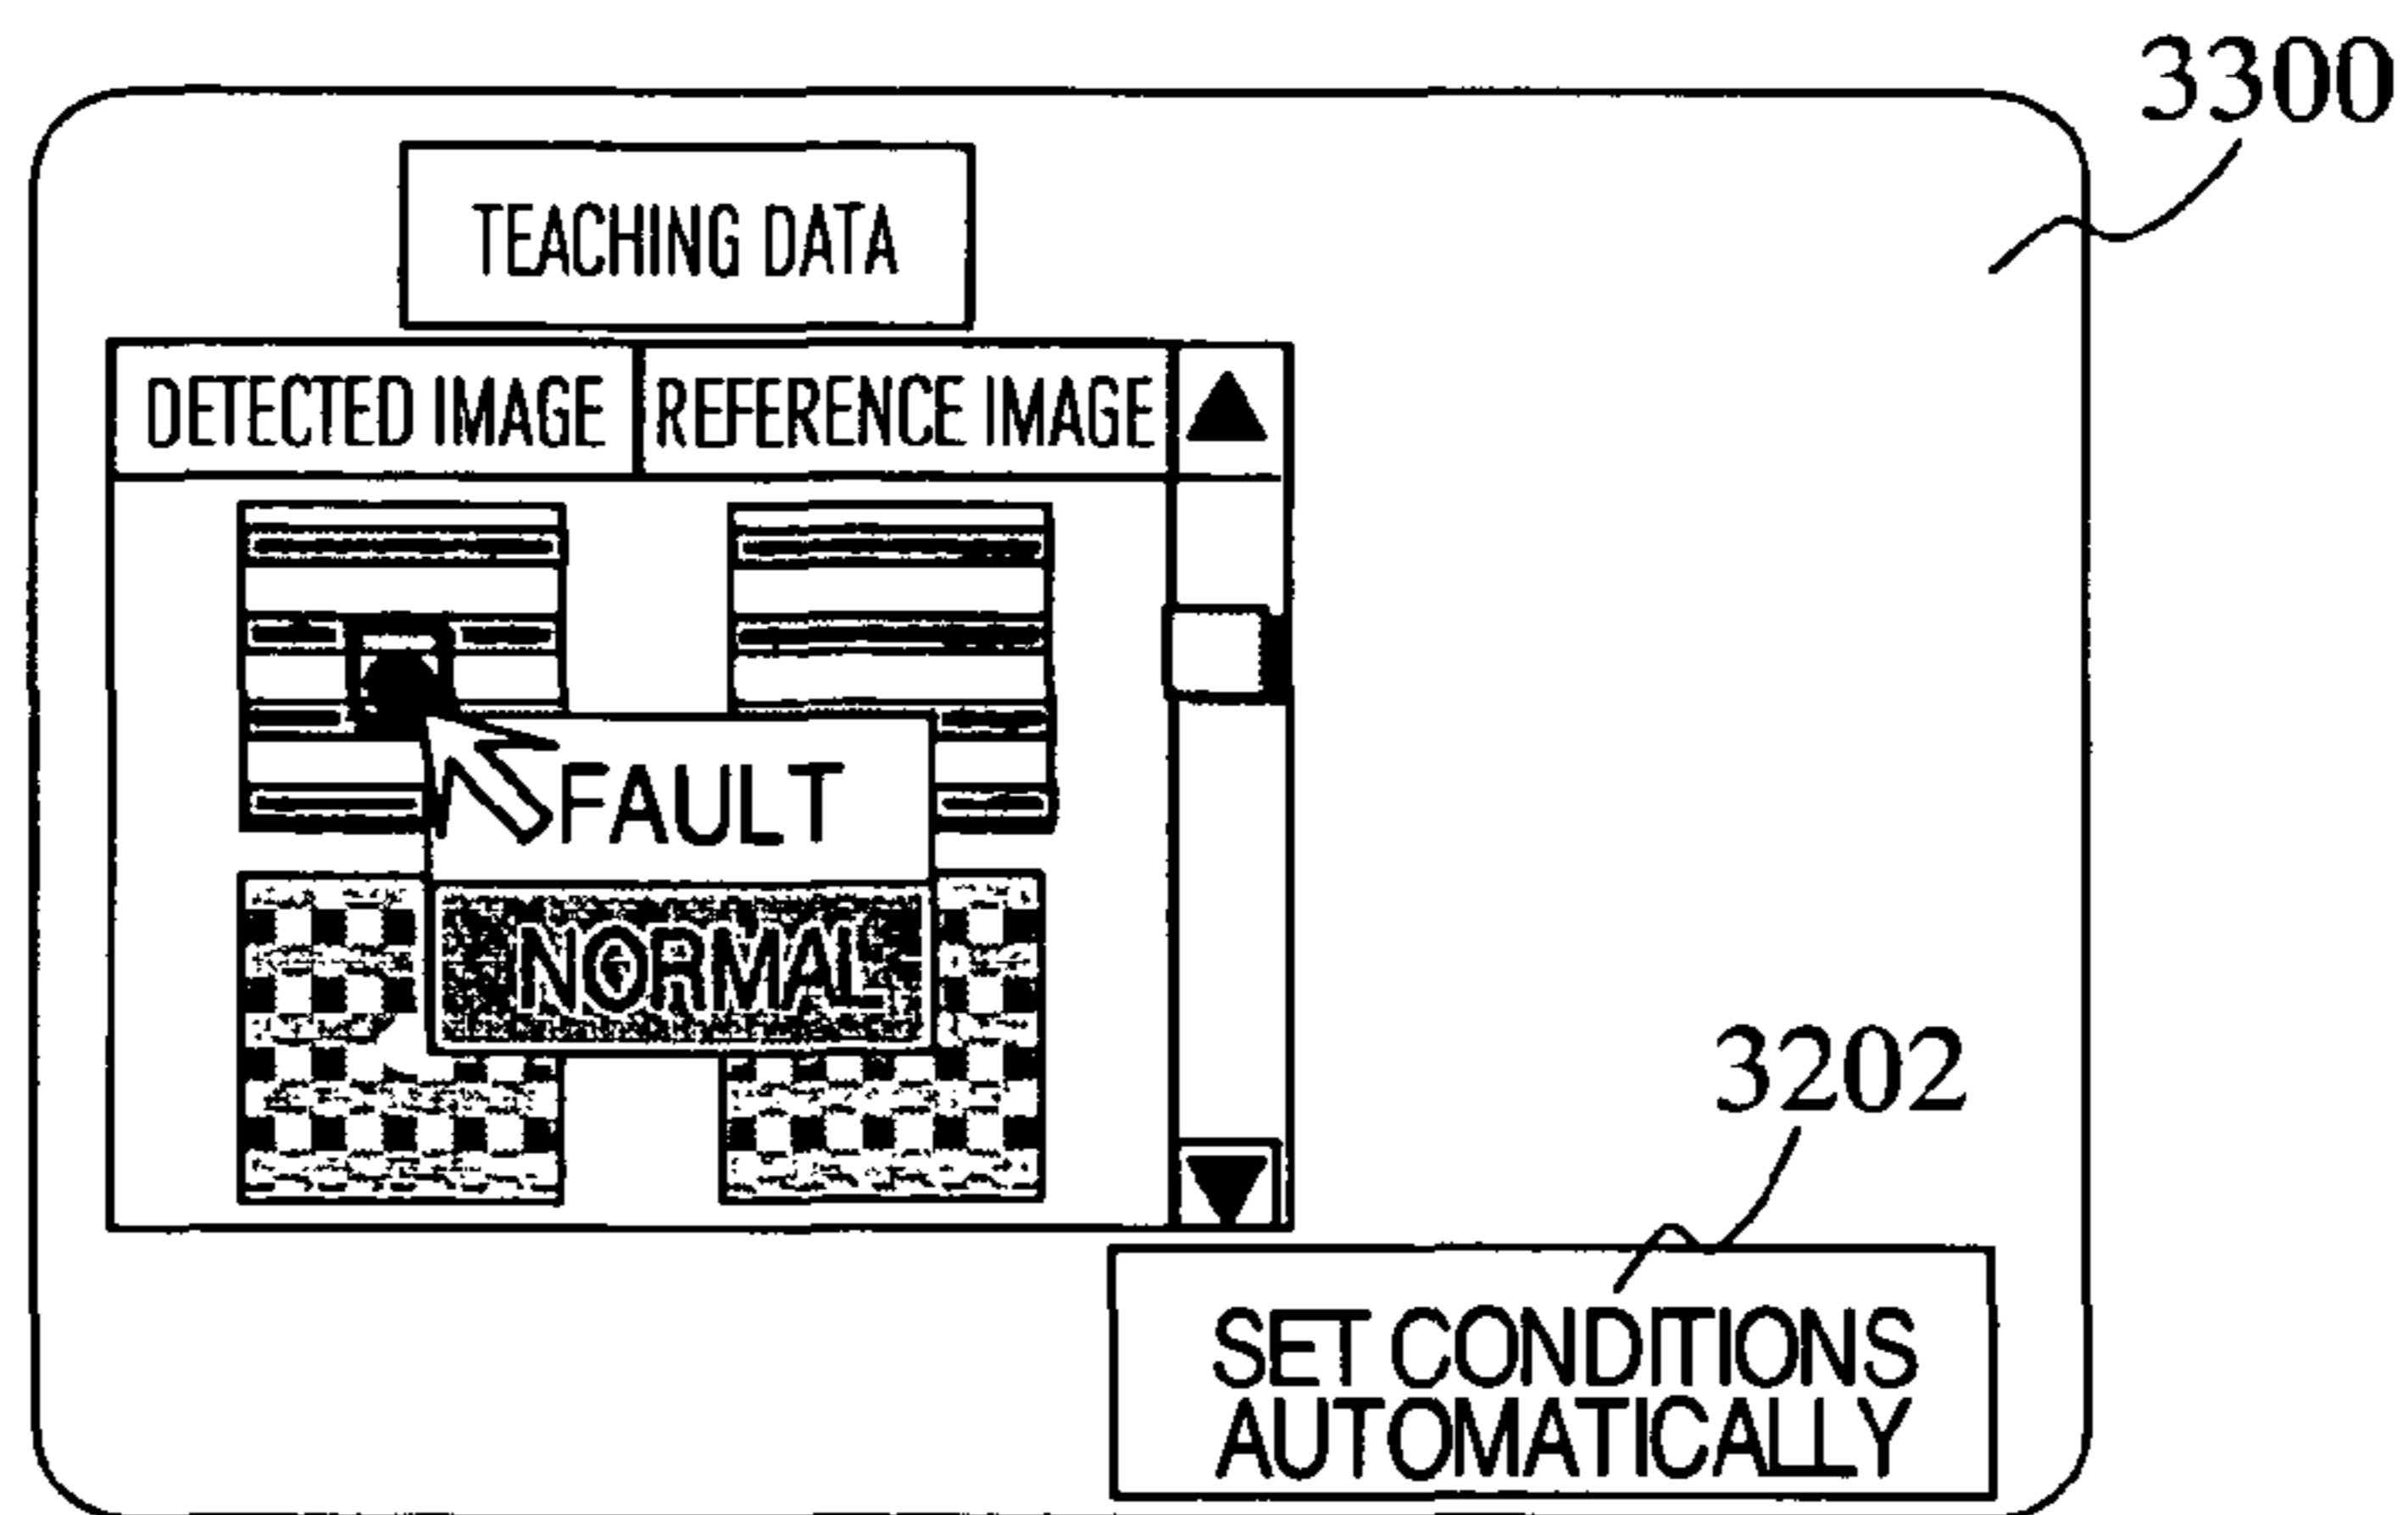 3300
TEACHING DATA
DETECTED IMAGE REFERENCE IMAGE
FAULT
NORMAL
3202
SET CONDITIONS
AUTOMATICALLY